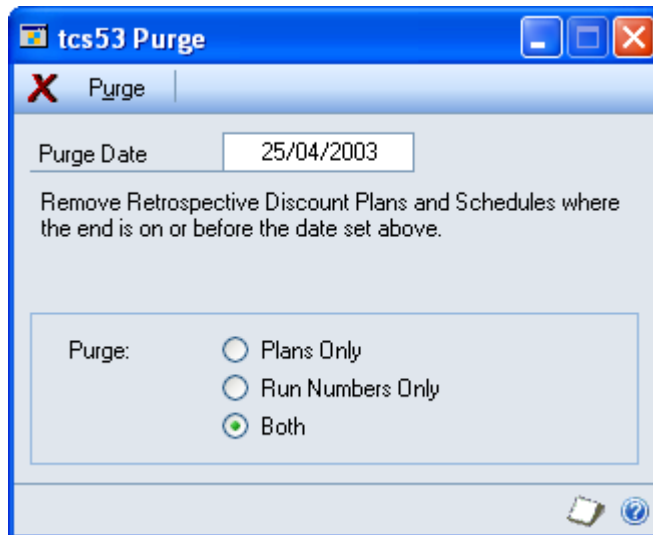 tcs53 Purge
Purge
Purge Date 25/04/2003
Remove Retrospective Discount Plans and Schedules where
the end is on or before the date set above.
Purge: Plans Only
Run Numbers Only
Both